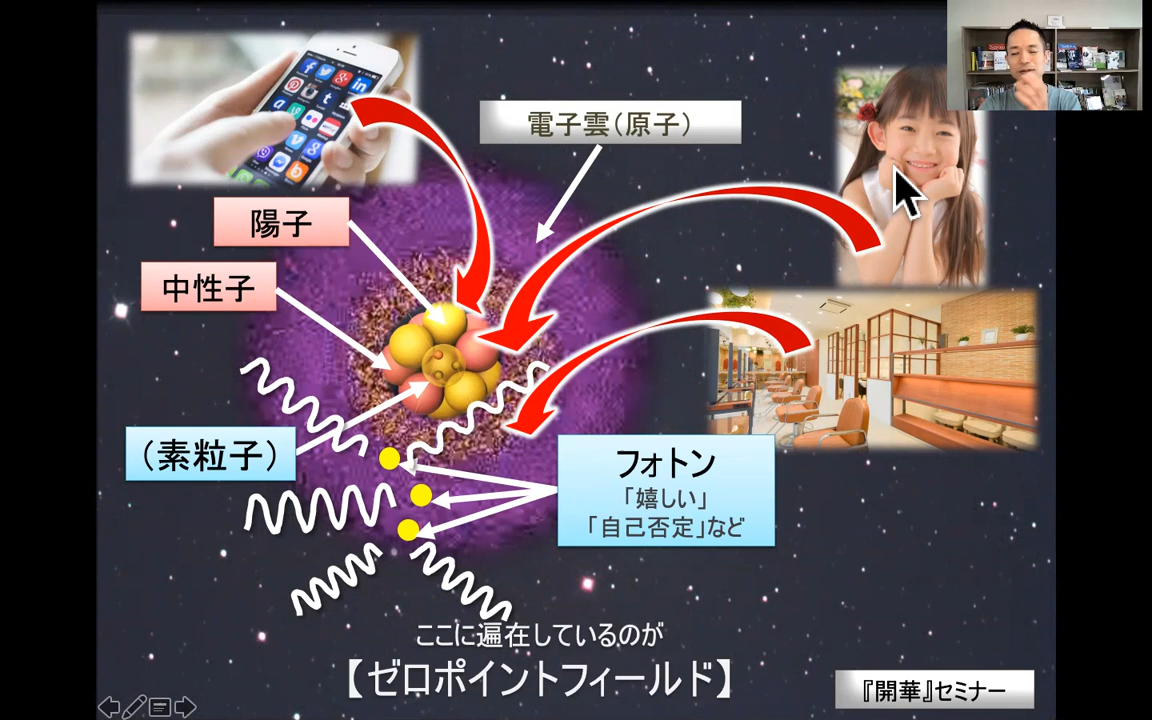 電子雲(原子)
陽子
中性子
(素粒子)
フォトン
「嬉しい」
「自己否定」など
ここに遍在しているのが
【ゼロポイントフィールド】
『開華』セミナー